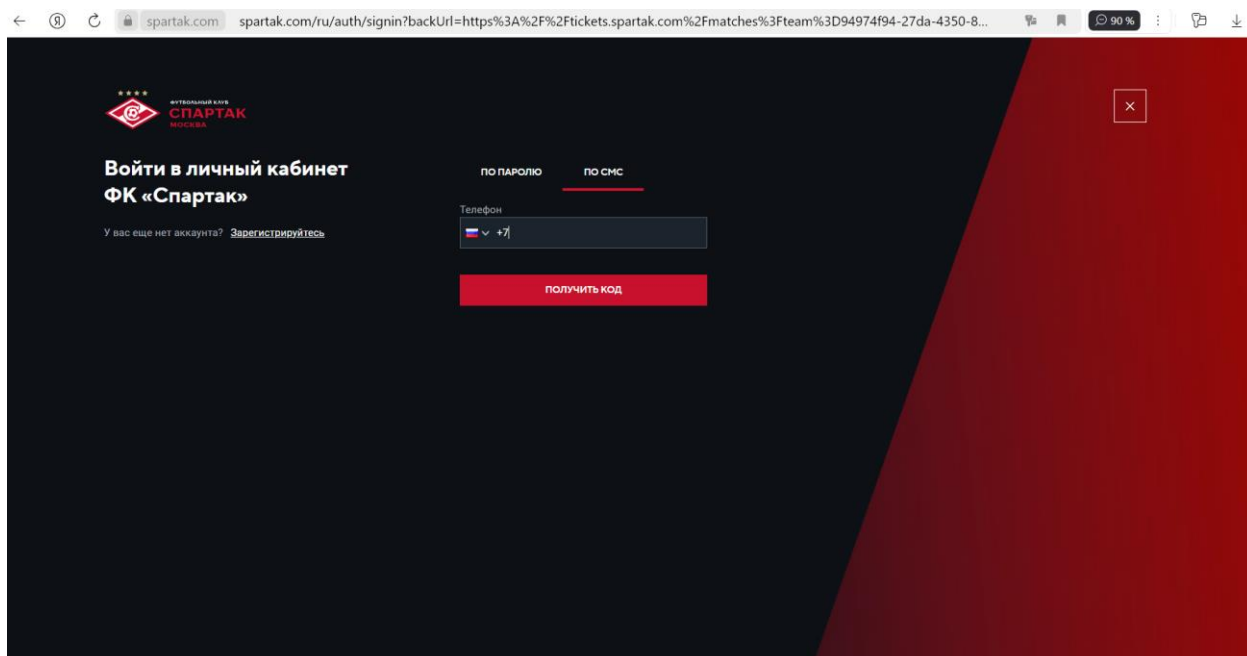 spartak.com spartak.com/ru/auth/signin?backUrl=https%3A%2F%2Ftickets.spartak.com%2Fmatches%3Fteam%3D94974f94-27da-4350-8... 90 %
ФУТБОЛЬНЫЙ КЛУБ
СПАРТАК
МОСКВА
Войти в личный кабинет
ФК «Спартак»
У вас еще нет аккаунта? Зарегистрируйтесь
ПО ПАРОЛЮ ПО СМС
Телефон
+7
ПОЛУЧИТЬ КОД